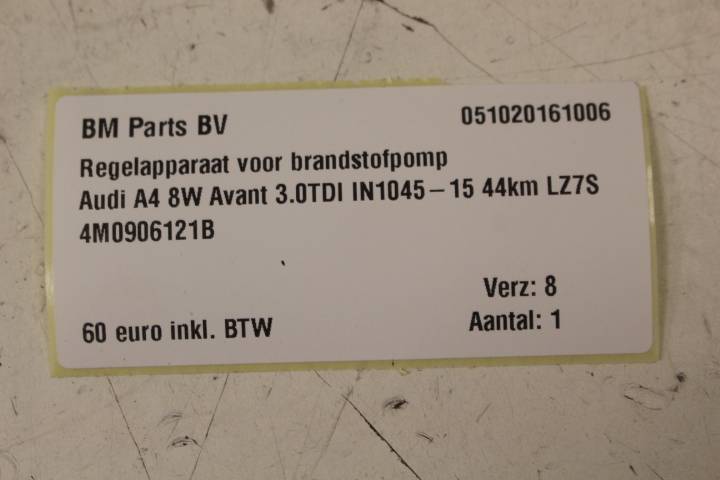 BM Parts BV 051020161006
Regelapparaat voor brandstofpomp
Audi A4 8W Avant 3.0TDI IN1045–15 44km LZ7S
4M0906121B
Verz: 8
60 euro inkl. BTW Aantal: 1